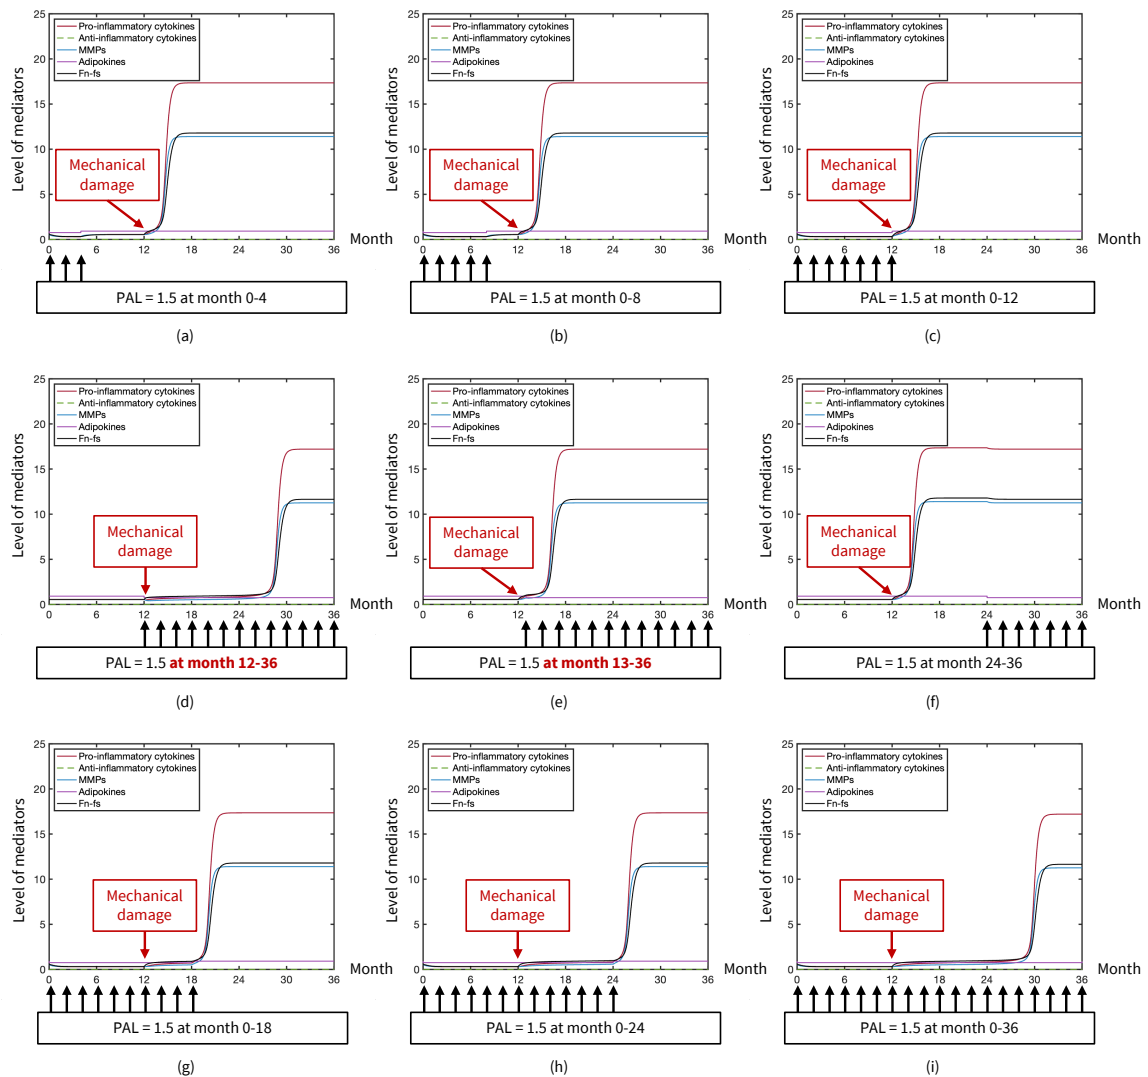 Level of mediators
25
20
15
10
5
0
Pro-inflammatory cytokines
Anti-inflammatory cytokines
MMPs
Adipokines
Fn-fs
Mechanical
damage
0 6 12 18 24 30 36
Month
PAL = 1.5 at month 0-4
(a)
Level of mediators
25
20
15
10
5
0
Pro-inflammatory cytokines
Anti-inflammatory cytokines
MMPs
Adipokines
Fn-fs
Mechanical
damage
0 6 12 18 24 30 36
Month
PAL = 1.5 at month 0-8
(b)
Level of mediators
25
20
15
10
5
0
Pro-inflammatory cytokines
Anti-inflammatory cytokines
MMPs
Adipokines
Fn-fs
Mechanical
damage
0 6 12 18 24 30 36
Month
PAL = 1.5 at month 0-12
(c)
Level of mediators
25
20
15
10
5
0
Pro-inflammatory cytokines
Anti-inflammatory cytokines
MMPs
Adipokines
Fn-fs
Mechanical
damage
0 6 12 18 24 30 36
Month
PAL = 1.5 at month 12-36
(d)
Level of mediators
25
20
15
10
5
0
Pro-inflammatory cytokines
Anti-inflammatory cytokines
MMPs
Adipokines
Fn-fs
Mechanical
damage
0 6 12 18 24 30 36
Month
PAL = 1.5 at month 13-36
(e)
Level of mediators
25
20
15
10
5
0
Pro-inflammatory cytokines
Anti-inflammatory cytokines
MMPs
Adipokines
Fn-fs
Mechanical
damage
0 6 12 18 24 30 36
Month
PAL = 1.5 at month 24-36
(f)
Level of mediators
25
20
15
10
5
0
Pro-inflammatory cytokines
Anti-inflammatory cytokines
MMPs
Adipokines
Fn-fs
Mechanical
damage
0 6 12 18 24 30 36
Month
PAL = 1.5 at month 0-18
(g)
Level of mediators
25
20
15
10
5
0
Pro-inflammatory cytokines
Anti-inflammatory cytokines
MMPs
Adipokines
Fn-fs
Mechanical
damage
0 6 12 18 24 30 36
Month
PAL = 1.5 at month 0-24
(h)
Level of mediators
25
20
15
10
5
0
Pro-inflammatory cytokines
Anti-inflammatory cytokines
MMPs
Adipokines
Fn-fs
Mechanical
damage
0 6 12 18 24 30 36
Month
PAL = 1.5 at month 0-36
(i)